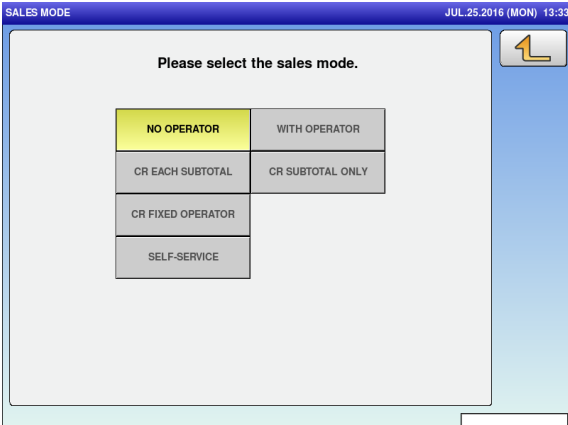 SALES MODE JUL.25.2016 (MON) 13:33
Please select the sales mode.
NO OPERATOR WITH OPERATOR
CR EACH SUBTOTAL CR SUBTOTAL ONLY
CR FIXED OPERATOR
SELF-SERVICE